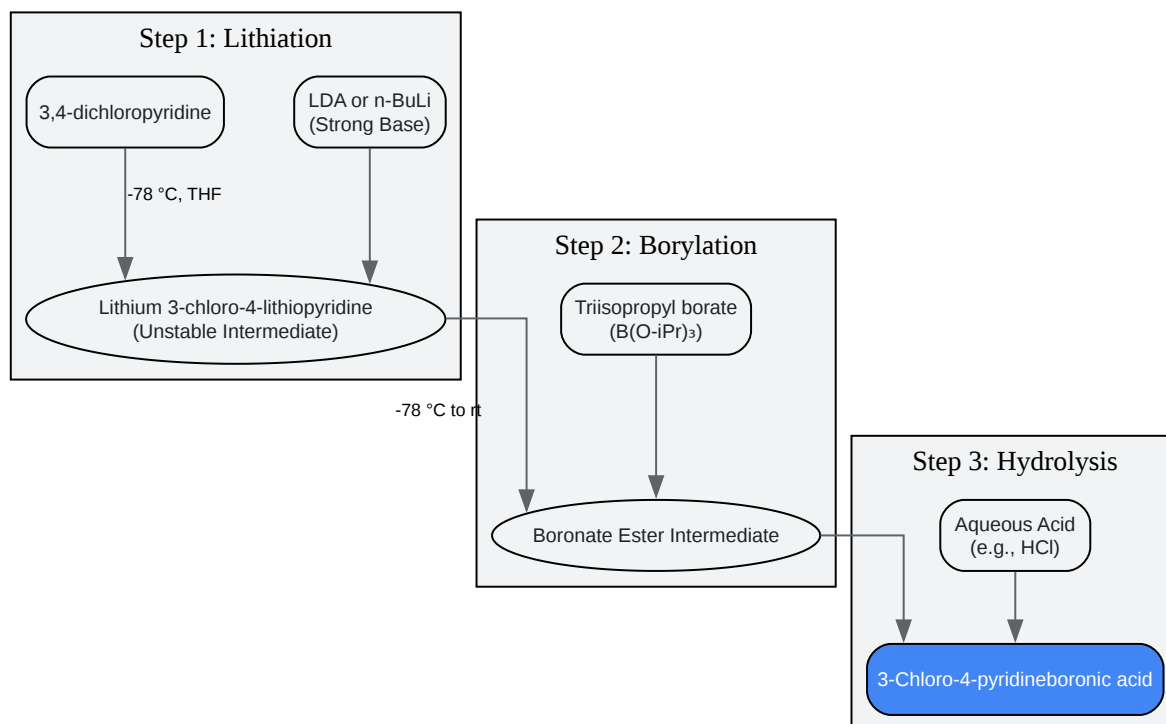 Step 1: Lithiation
3,4-dichloropyridine
LDA or n-BuLi
(Strong Base)
-78 °C, THF
Lithium 3-chloro-4-lithiopyridine
(Unstable Intermediate)
Step 2: Borylation
Triisopropyl borate
(B(O-iPr)₃)
-78 °C to rt
Boronate Ester Intermediate
Step 3: Hydrolysis
Aqueous Acid
(e.g., HCl)
3-Chloro-4-pyridineboronic acid